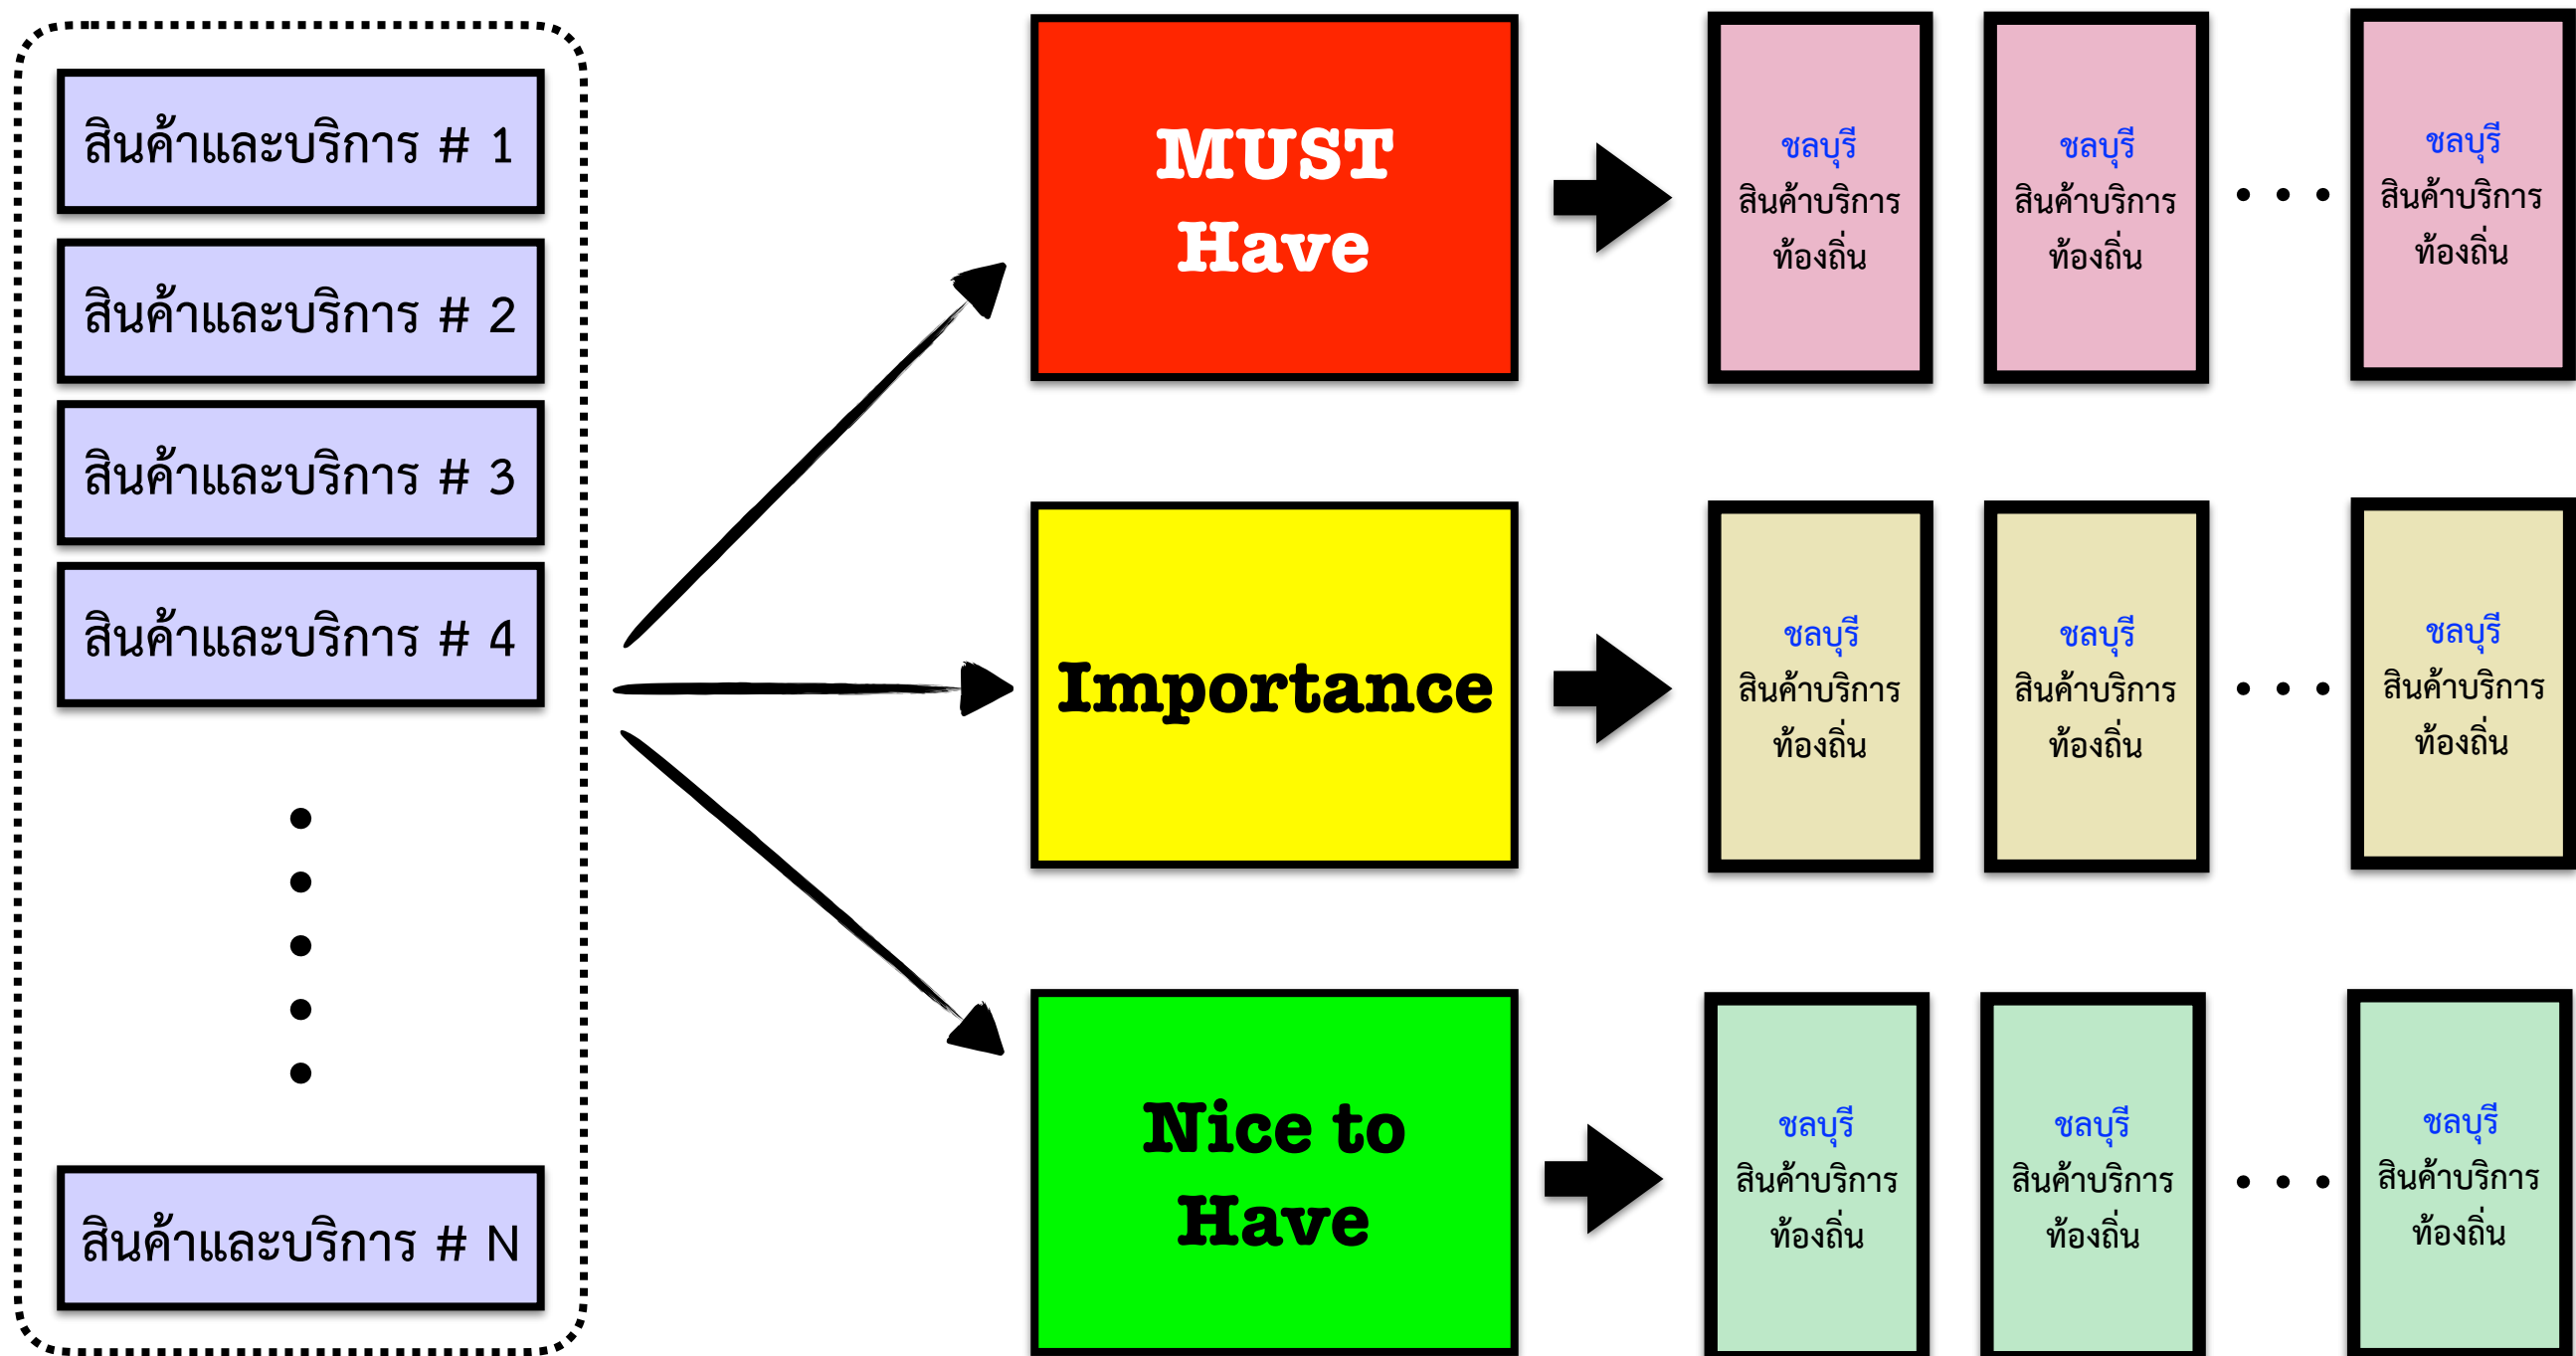 สินค้าและบริการ # 1
สินค้าและบริการ # 2
สินค้าและบริการ # 3
สินค้าและบริการ # 4
สินค้าและบริการ # N
MUST
Have
ชลบุรี
สินค้าบริการ
ท้องถิ่น
ชลบุรี
สินค้าบริการ
ท้องถิ่น
ชลบุรี
สินค้าบริการ
ท้องถิ่น
Importance
ชลบุรี
สินค้าบริการ
ท้องถิ่น
ชลบุรี
สินค้าบริการ
ท้องถิ่น
ชลบุรี
สินค้าบริการ
ท้องถิ่น
Nice to
Have
ชลบุรี
สินค้าบริการ
ท้องถิ่น
ชลบุรี
สินค้าบริการ
ท้องถิ่น
ชลบุรี
สินค้าบริการ
ท้องถิ่น